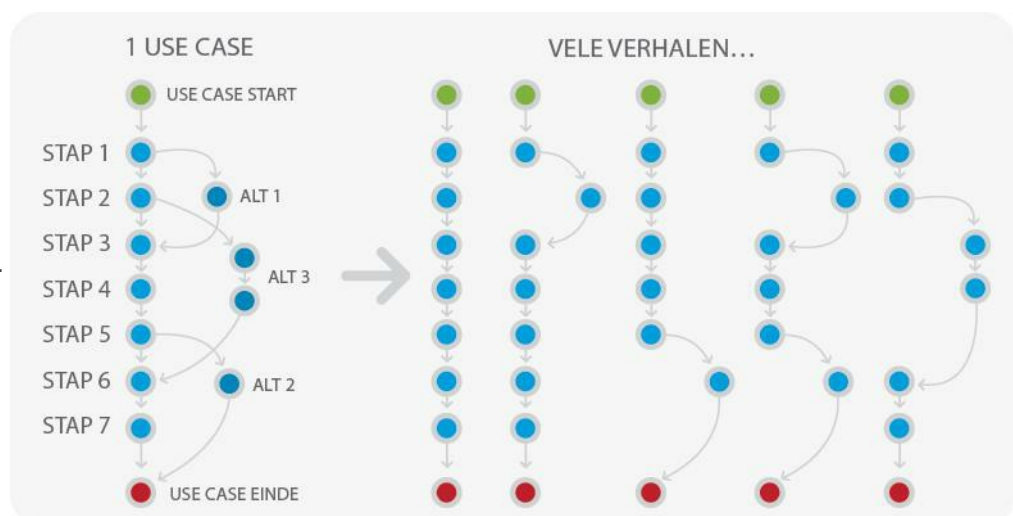 1 USE CASE
VELE VERHALEN...
USE CASE START
STAP 1
STAP 2
ALT 1
STAP 3
ALT 3
STAP 4
STAP 5
STAP 6
ALT 2
STAP 7
USE CASE EINDE